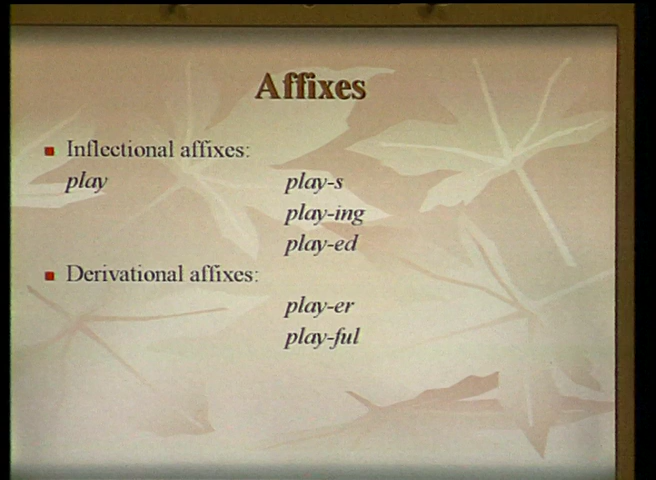 Affixes
Inflectional affixes:
play play-s
play-ing
play-ed
Derivational affixes:
play-er
play-ful